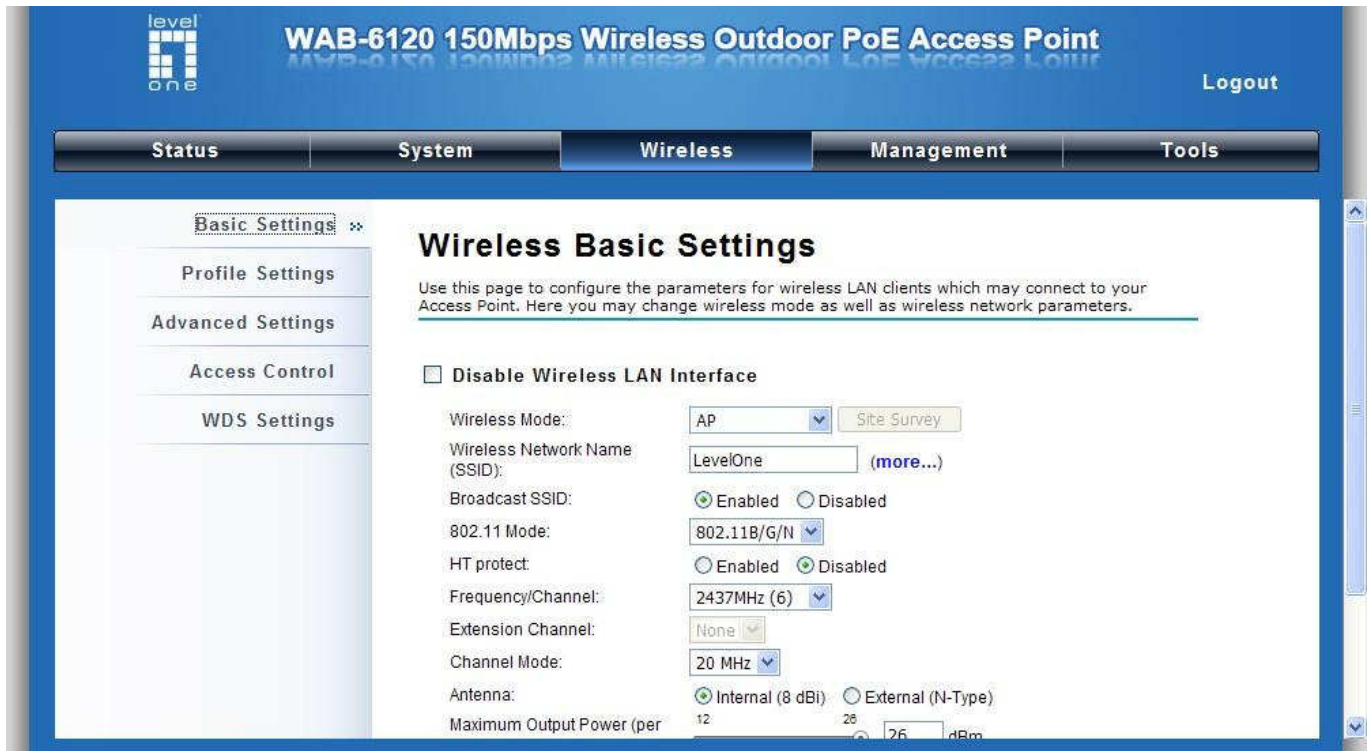 level
one
WAB-6120 150Mbps Wireless Outdoor PoE Access Point
Logout
Status System Wireless Management Tools
Basic Settings »
Profile Settings
Advanced Settings
Access Control
WDS Settings
Wireless Basic Settings
Use this page to configure the parameters for wireless LAN clients which may connect to your
Access Point. Here you may change wireless mode as well as wireless network parameters.
Disable Wireless LAN Interface
Wireless Mode: AP Site Survey
Wireless Network Name
(SSID): LevelOne (more...)
Broadcast SSID: Enabled Disabled
802.11 Mode: 802.11B/G/N
HT protect: Enabled Disabled
Frequency/Channel: 2437MHz (6)
Extension Channel: None
Channel Mode: 20 MHz
Antenna: Internal (8 dBi) External (N-Type)
Maximum Output Power (per 12 26 26 dBm